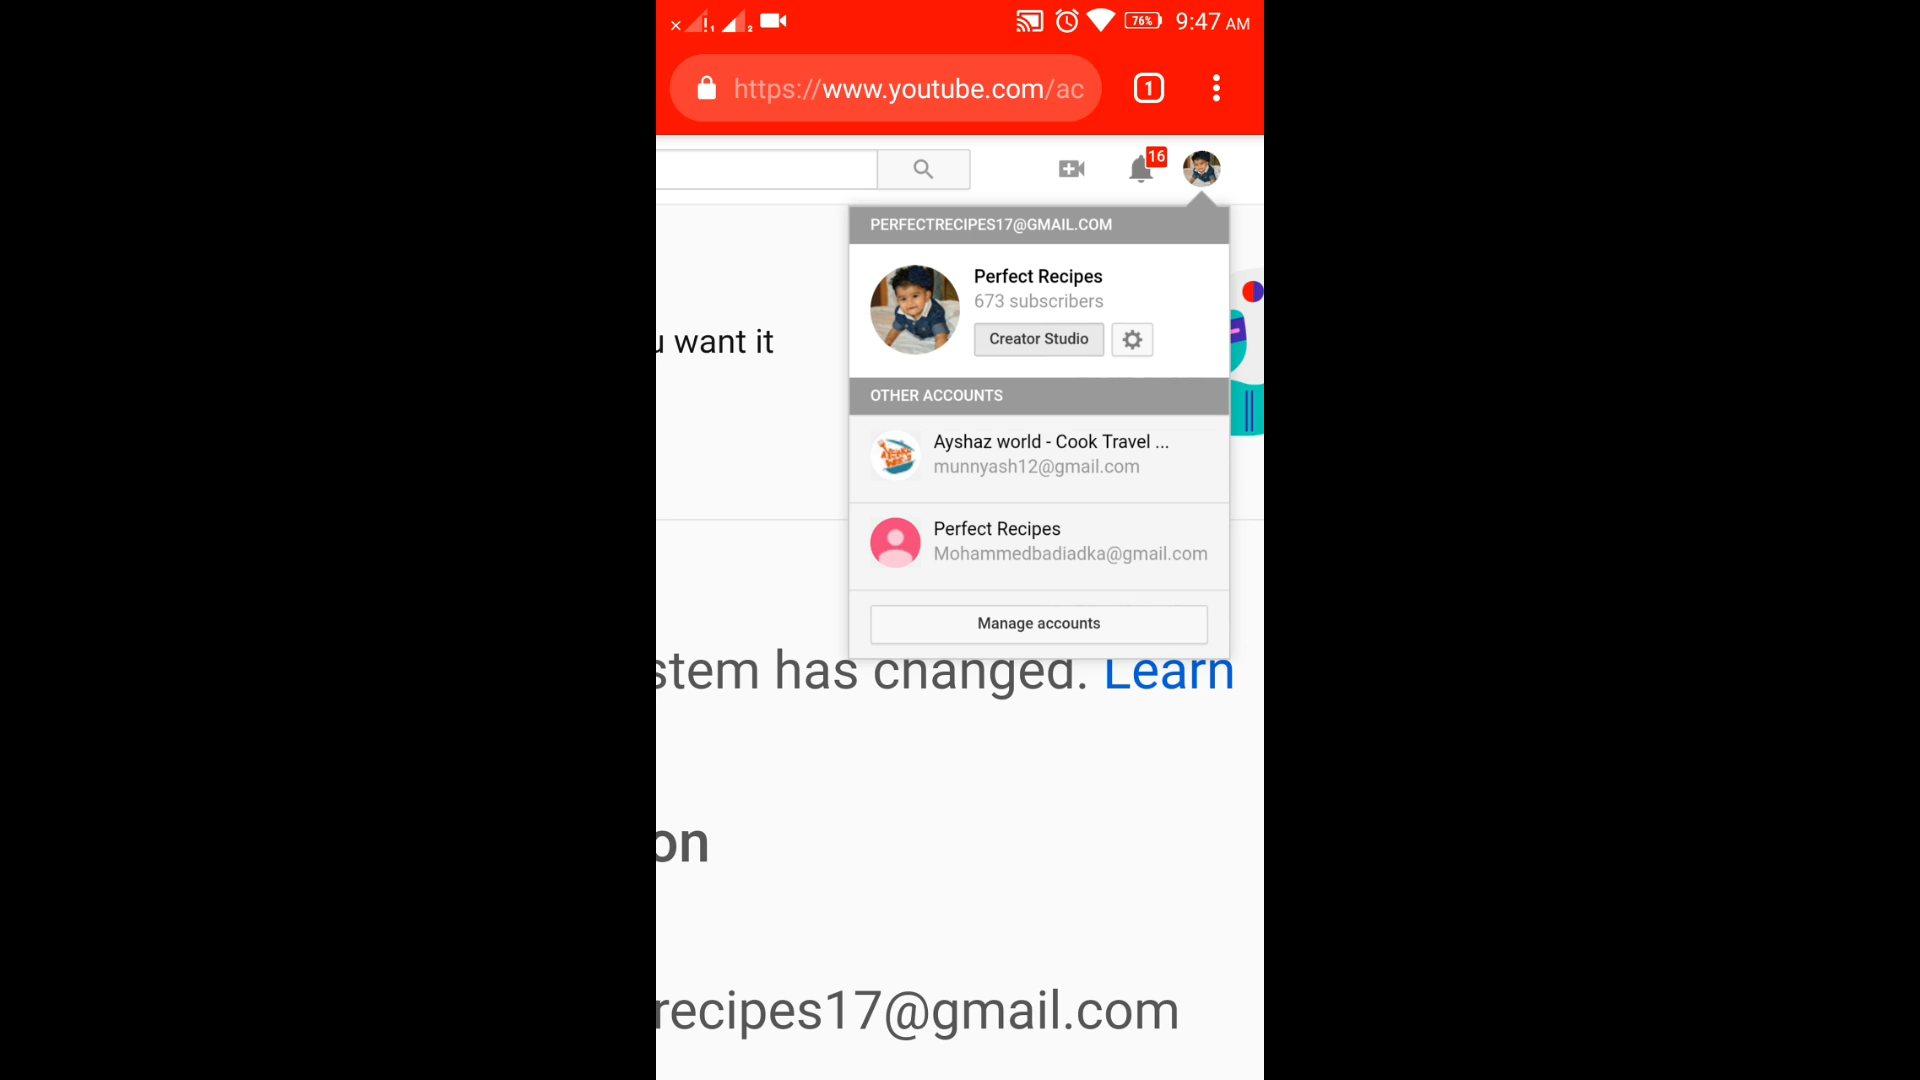 76%
9:47 AM
https://www.youtube.com/ac
1
16
PERFECTRECIPES17@GMAIL.COM
Perfect Recipes
673 subscribers
Creator Studio
u want it
OTHER ACCOUNTS
Ayshaz world - Cook Travel ...
munnyash12@gmail.com
Perfect Recipes
Mohammedbadiadka@gmail.com
Manage accounts
stem has changed. Learn
on
recipes17@gmail.com